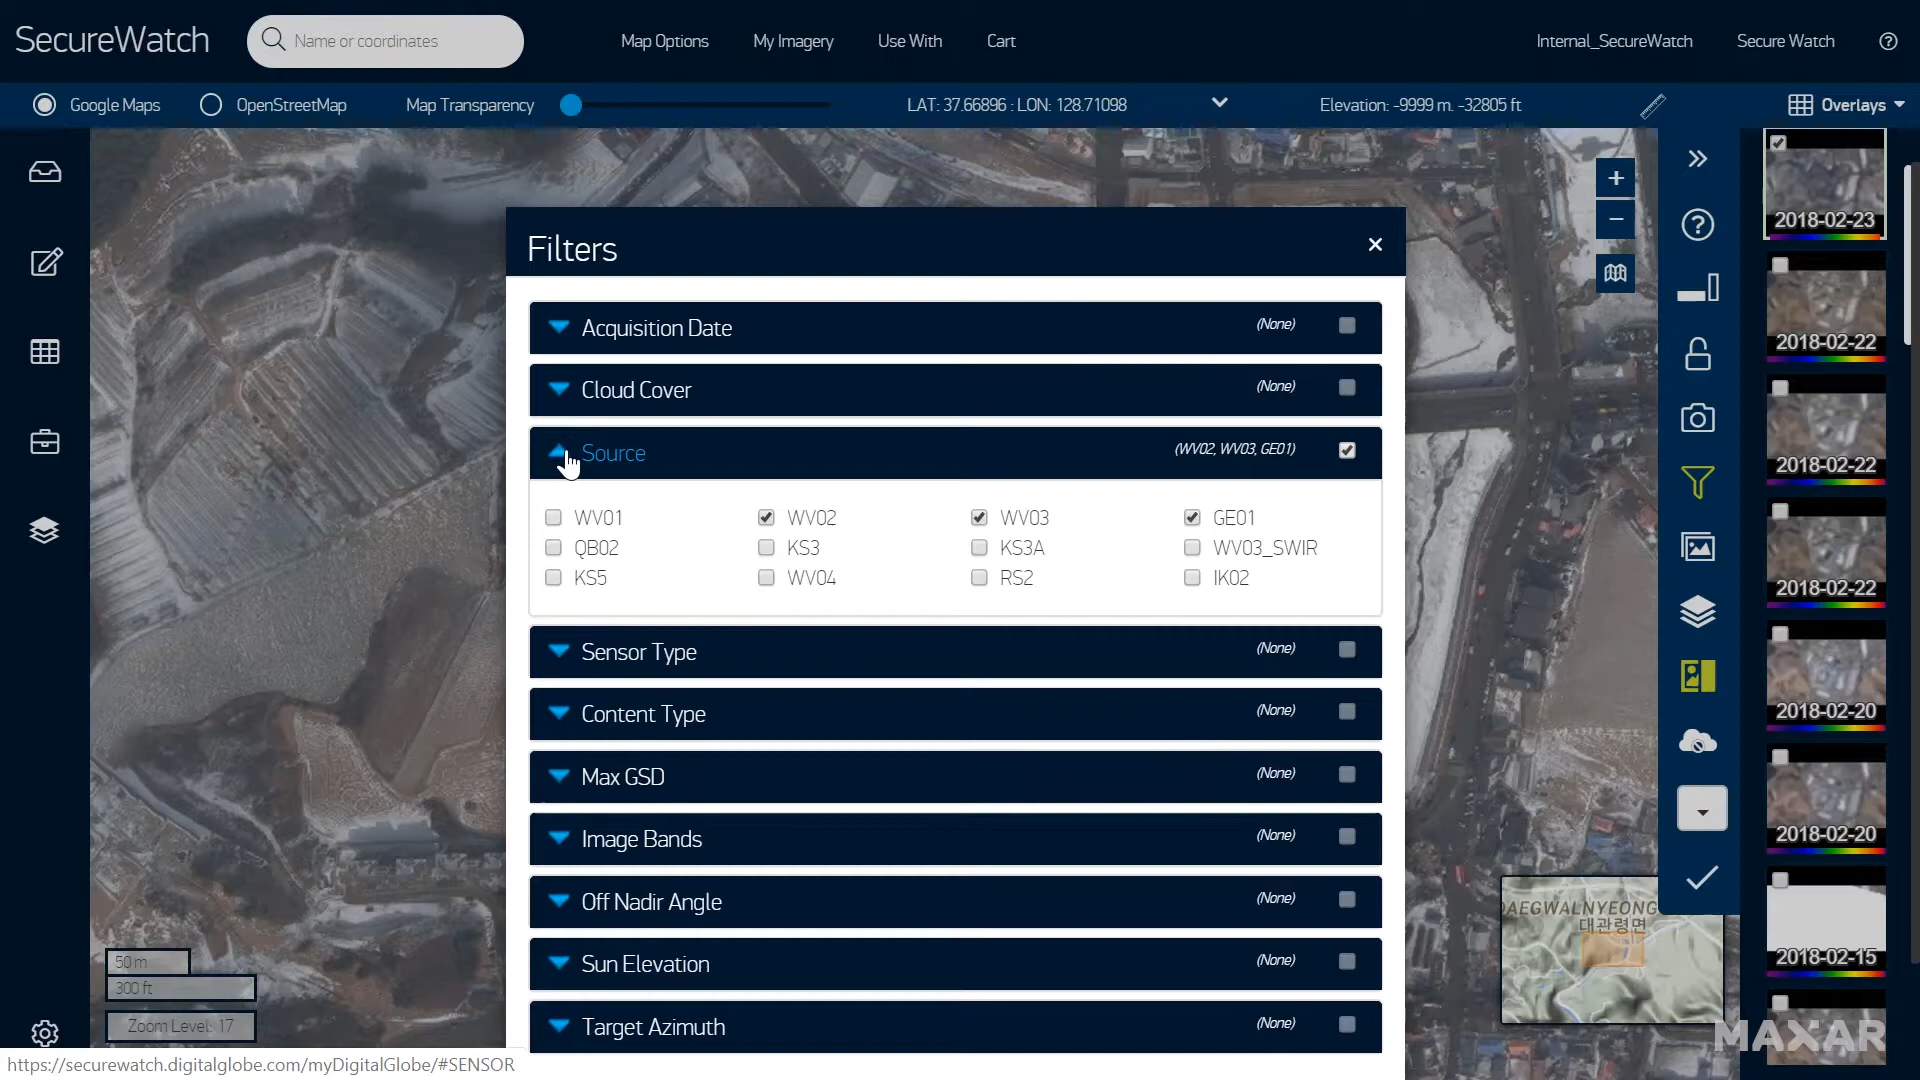 SecureWatch
Name or coordinates
Map Options
My Imagery
Use With
Cart
Internal_SecureWatch
Secure Watch
Google Maps
OpenStreetMap
Map Transparency
LAT: 37.66896 : LON: 128.71098
Elevation: -9999 m. -32805 ft
Overlays
Filters
Acquisition Date
(None)
Cloud Cover
(None)
Source
(WV02, WV03, GE01)
WV01
WV02
WV03
GE01
QB02
KS3
KS3A
WV03_SWIR
KS5
WV04
RS2
IK02
Sensor Type
(None)
Content Type
(None)
Max GSD
(None)
Image Bands
(None)
Off Nadir Angle
(None)
Sun Elevation
(None)
Target Azimuth
(None)
2018-02-23
2018-02-22
2018-02-22
2018-02-22
2018-02-20
2018-02-20
2018-02-15
DAEGWALNYEONG
대관령면
50 m
300 ft
Zoom Level: 17
MAXAR
https://securewatch.digitalglobe.com/myDigitalGlobe/#SENSOR